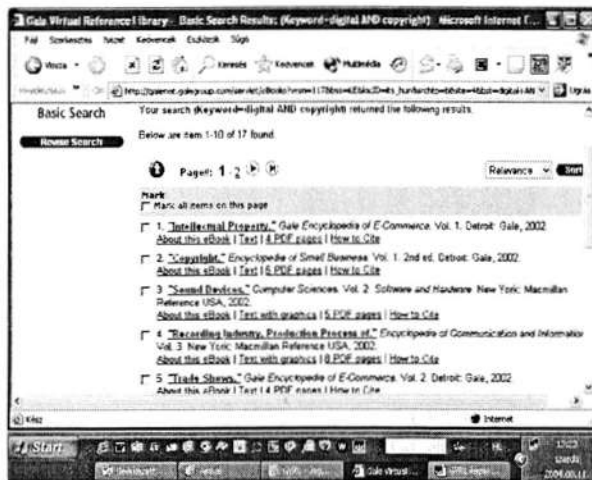 Gale Virtual Reference Library - Basic Search Results: (Keyword=digital AND copyright) Microsoft Internet E...
Fájl Szerkesztés Nézet Kedvencek Eszközök Súgó
Vissza Keresés Kedvencek Multimédia
Ugrás
Basic Search
Your search (Keyword=digital AND copyright) returned the following results.
Revise Search
Below are item 1-10 of 17 found.
Page#: 1 - 2
Relevance Sort
Mark
Mark all items on this page
1. "Intellectual Property." Gale Encyclopedia of E-Commerce. Vol. 1. Detroit: Gale, 2002.
About this eBook | Text | 4 PDF pages | How to Cite
2. "Copyright." Encyclopedia of Small Business. Vol. 1. 2nd ed. Detroit: Gale, 2002.
About this eBook | Text | 5 PDF pages | How to Cite
3. "Sound Devices." Computer Sciences. Vol. 2. Software and Hardware. New York: Macmillan
Reference USA, 2002.
About this eBook | Text with graphics | 5 PDF pages | How to Cite
4. "Recording Industry, Production Process of." Encyclopedia of Communication and Information
Vol. 3. New York: Macmillan Reference USA, 2002.
About this eBook | Text with graphics | 8 PDF pages | How to Cite
5. "Trade Shows." Gale Encyclopedia of E-Commerce. Vol. 2. Detroit: Gale, 2002.
About this eBook | Text | 4 PDF pages | How to Cite
Kész Internet
Start HU
szerda
Gale Virtual...